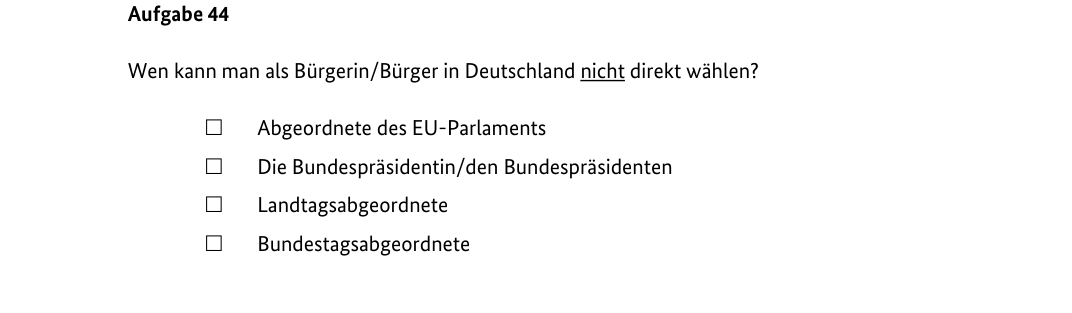 Aufgabe 44
Wen kann man als Bürgerin/Bürger in Deutschland nicht direkt wählen?
☐ Abgeordnete des EU-Parlaments
☐ Die Bundespräsidentin/den Bundespräsidenten
☐ Landtagsabgeordnete
☐ Bundestagsabgeordnete